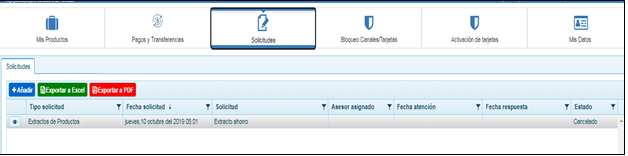 Mis Productos
Pagos y Transferencias
Solicitudes
Bloqueo Canales/Tarjetas
Activación de tarjetas
Mis Datos
Solicitudes
+Añadir Exportar a Excel Exportar a PDF
Tipo solicitud Fecha solicitud ↓ Solicitud Asesor asignado Fecha atención Fecha respuesta Estado
Extractos de Productos jueves,10 octubre del 2019 05:01 Extracto ahorro Cancelado